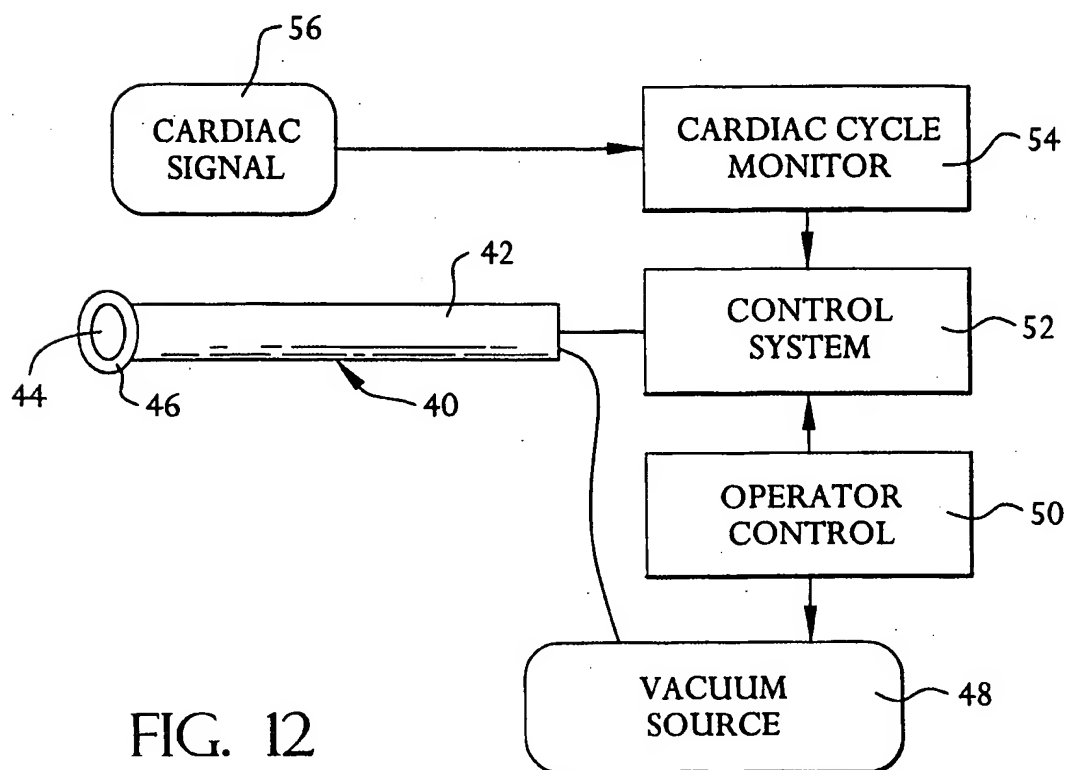 56
CARDIAC
SIGNAL
CARDIAC CYCLE
MONITOR
54
42
CONTROL
SYSTEM
52
44
46
40
OPERATOR
CONTROL
50
VACUUM
SOURCE
48
FIG. 12